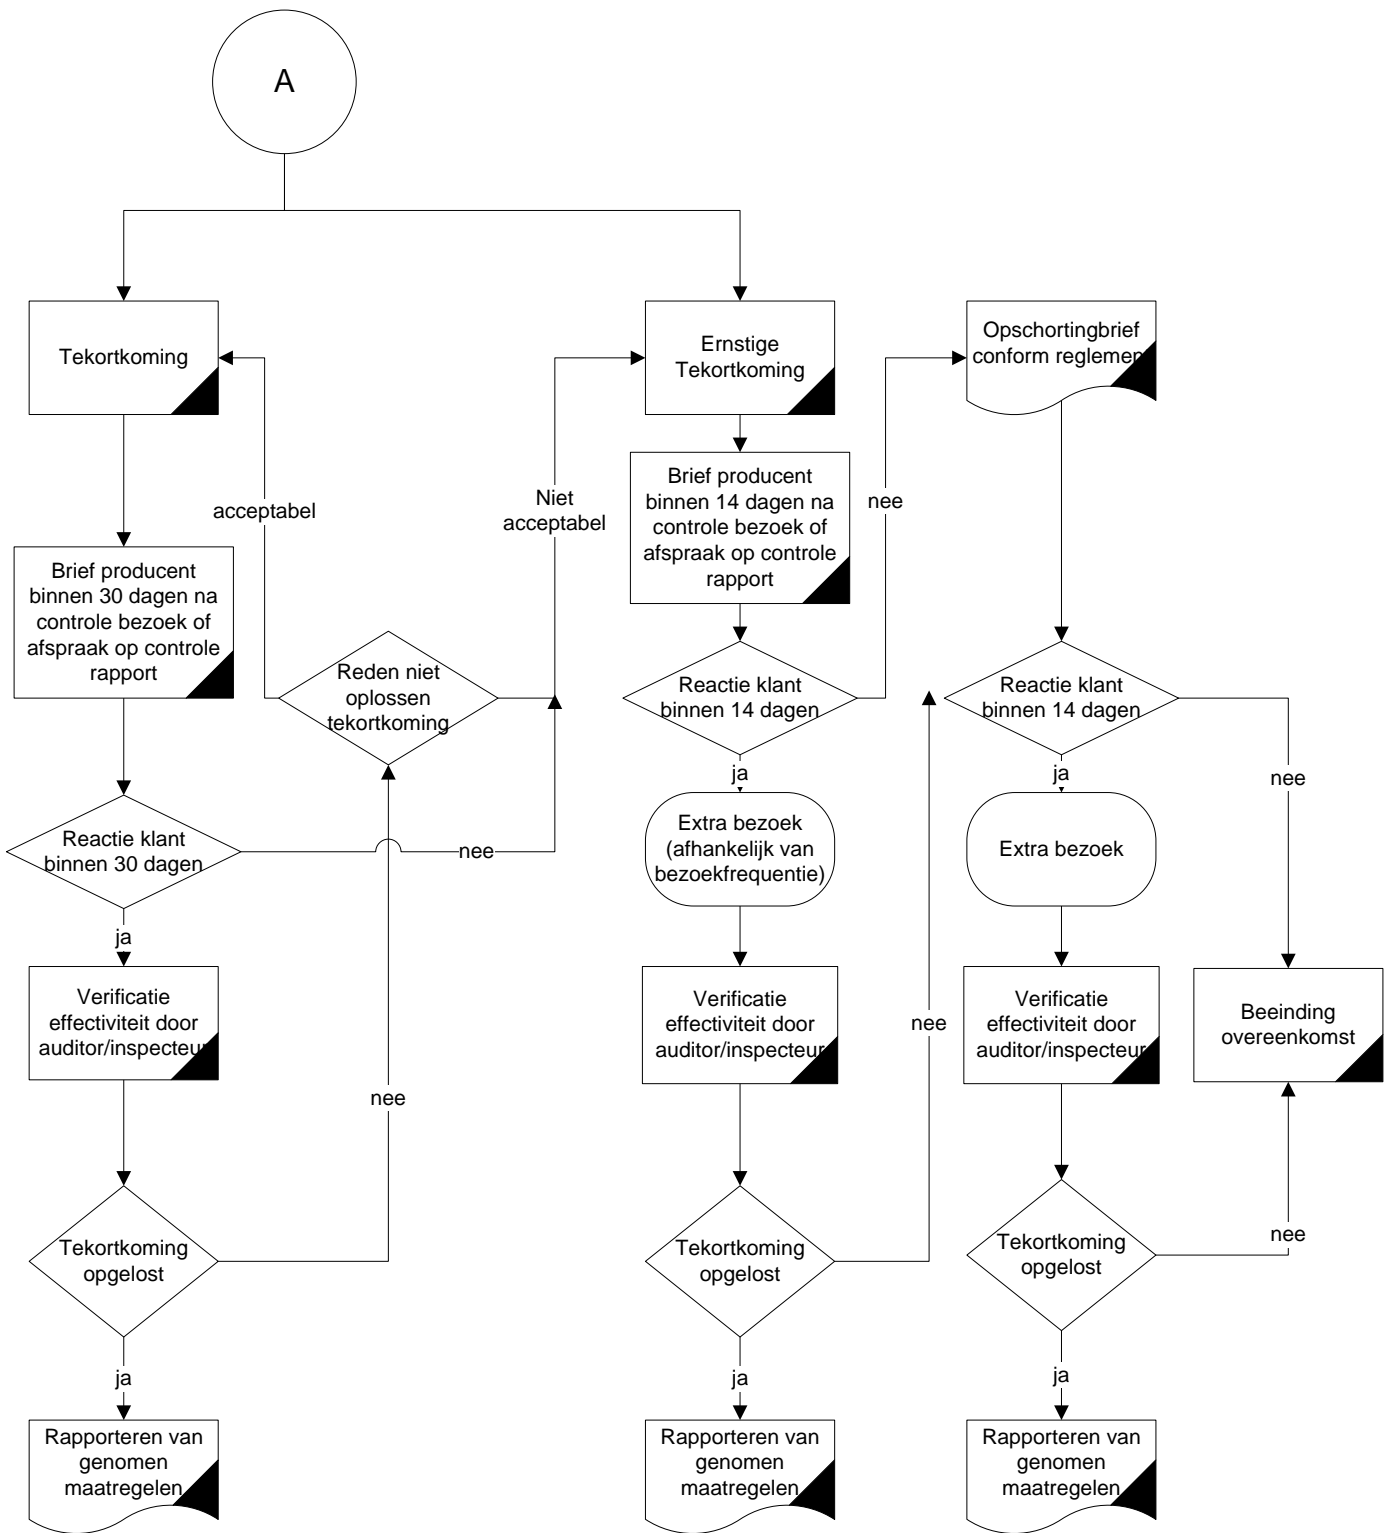 A
Tekortkoming
Ernstige
Tekortkoming
Opschortingbrief
conform reglemen
acceptabel
Niet
acceptabel
nee
Brief producent
binnen 14 dagen na
controle bezoek of
afspraak op controle
rapport
Brief producent
binnen 30 dagen na
controle bezoek of
afspraak op controle
rapport
Reden niet
oplossen
tekortkoming
Reactie klant
binnen 14 dagen
Reactie klant
binnen 14 dagen
ja
ja
nee
Reactie klant
binnen 30 dagen
nee
Extra bezoek
(afhankelijk van
bezoekfrequentie)
Extra bezoek
ja
Verificatie
effectiviteit door
auditor/inspecteur
Verificatie
effectiviteit door
auditor/inspecteur
nee
Verificatie
effectiviteit door
auditor/inspecteur
Beeinding
overeenkomst
nee
Tekortkoming
opgelost
Tekortkoming
opgelost
Tekortkoming
opgelost
nee
ja
ja
ja
Rapporteren van
genomen
maatregelen
Rapporteren van
genomen
maatregelen
Rapporteren van
genomen
maatregelen